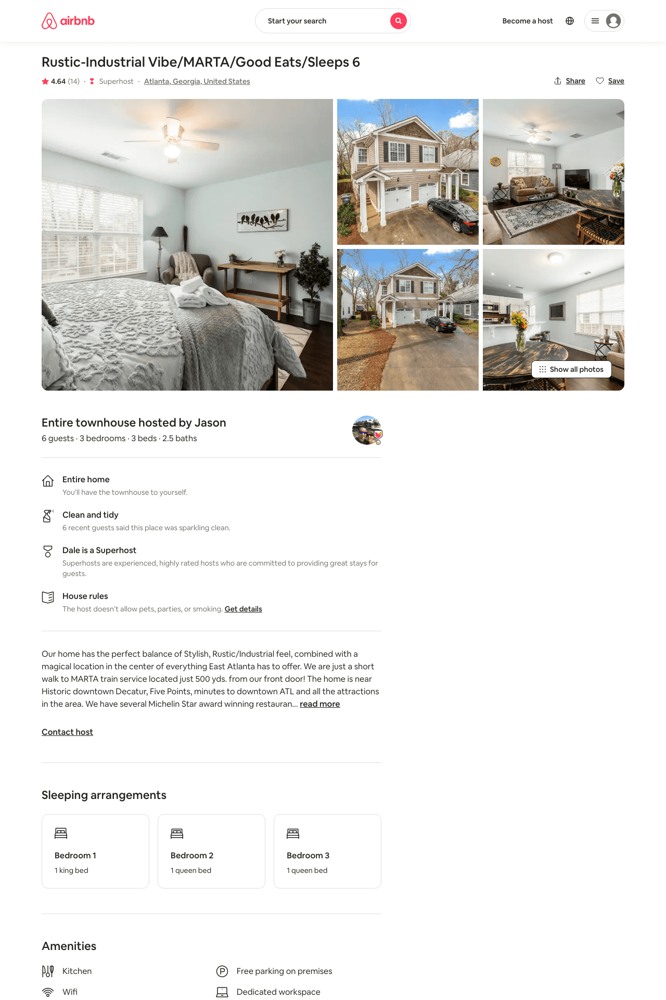 airbnb
Start your search
Become a host
Rustic-Industrial Vibe/MARTA/Good Eats/Sleeps 6
4.64 (14) · Superhost · Atlanta, Georgia, United States
Share
Save
Show all photos
Entire townhouse hosted by Jason
6 guests · 3 bedrooms · 3 beds · 2.5 baths
Entire home
You’ll have the townhouse to yourself.
Clean and tidy
6 recent guests said this place was sparkling clean.
Dale is a Superhost
Superhosts are experienced, highly rated hosts who are committed to providing great stays for
guests.
House rules
The host doesn’t allow pets, parties, or smoking. Get details
Our home has the perfect balance of Stylish, Rustic/Industrial feel, combined with a
magical location in the center of everything East Atlanta has to offer. We are just a short
walk to MARTA train service located just 500 yds. from our front door! The home is near
Historic downtown Decatur, Five Points, minutes to downtown ATL and all the attractions
in the area. We have several Michelin Star award winning restauran... read more
Contact host
Sleeping arrangements
Bedroom 1
1 king bed
Bedroom 2
1 queen bed
Bedroom 3
1 queen bed
Amenities
Kitchen
Free parking on premises
Wifi
Dedicated workspace